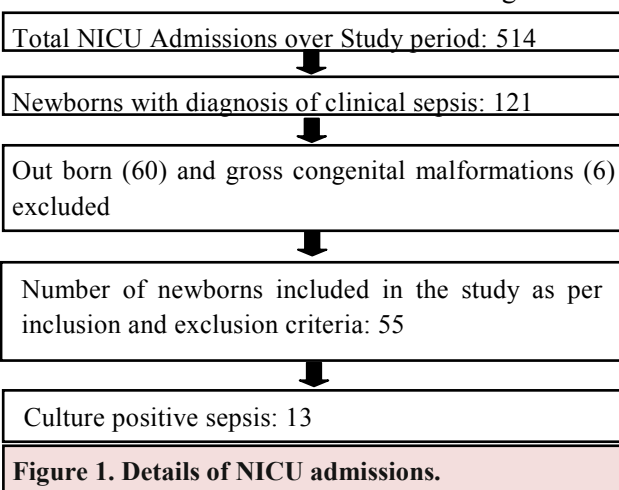 Total NICU Admissions over Study period: 514
Newborns with diagnosis of clinical sepsis: 121
Out born (60) and gross congenital malformations (6)
excluded
Number of newborns included in the study as per
inclusion and exclusion criteria: 55
Culture positive sepsis: 13
Figure 1. Details of NICU admissions.